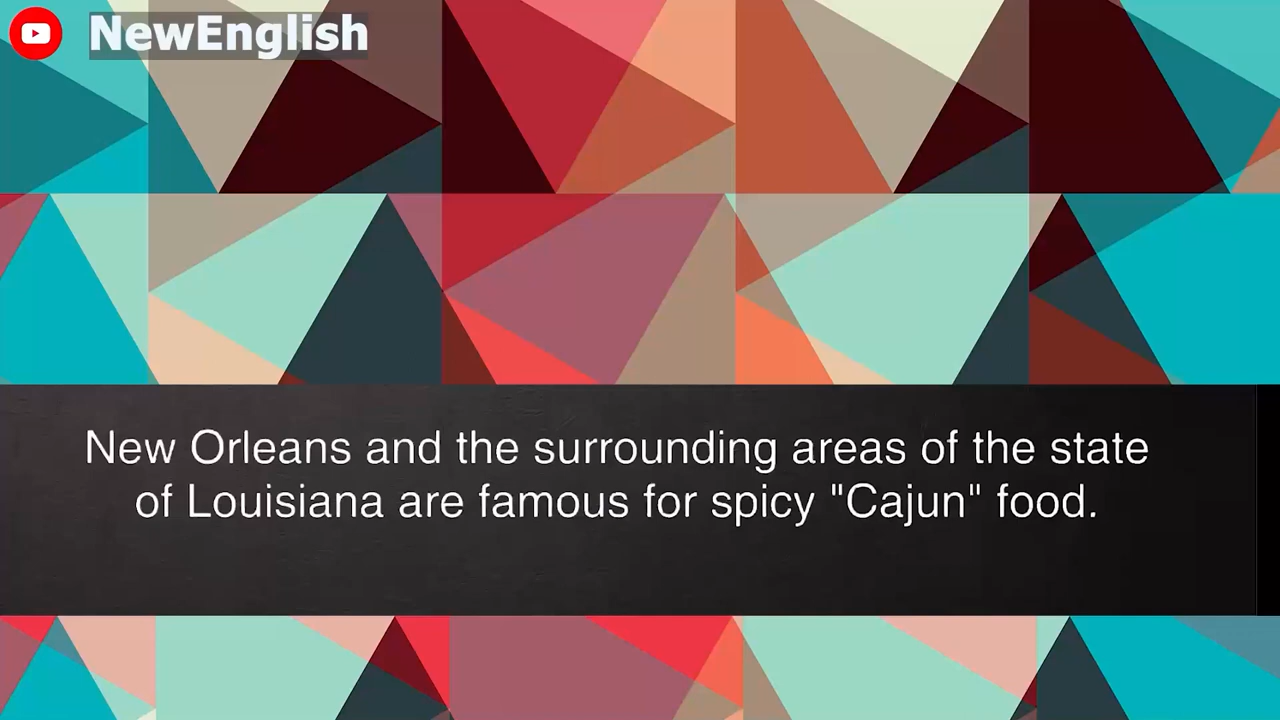 NewEnglish
New Orleans and the surrounding areas of the state
of Louisiana are famous for spicy "Cajun" food.